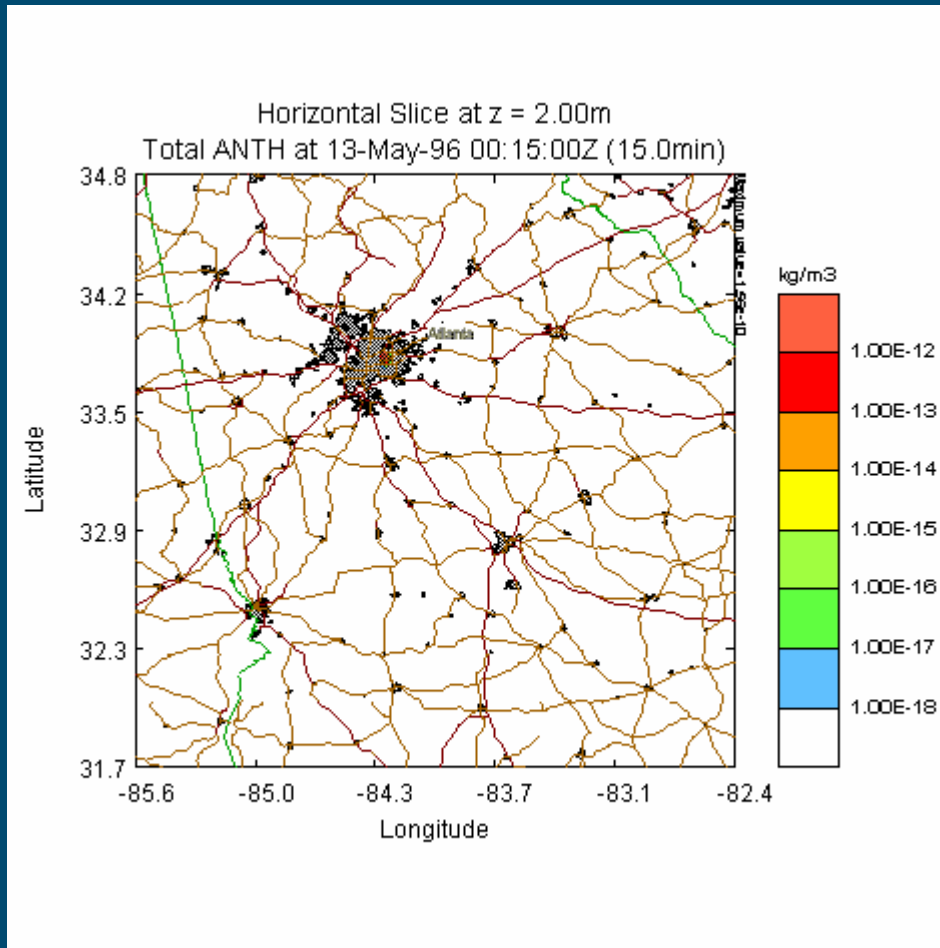 Horizontal Slice at z = 2.00m
Total ANTH at 13-May-96 00:15:00Z (15.0min)
34.8
34.2
33.5
32.9
32.3
31.7
Latitude
-85.6
-85.0
-84.3
-83.7
-83.1
-82.4
Longitude
Atlanta
kg/m3
1.00E-12
1.00E-13
1.00E-14
1.00E-15
1.00E-16
1.00E-17
1.00E-18